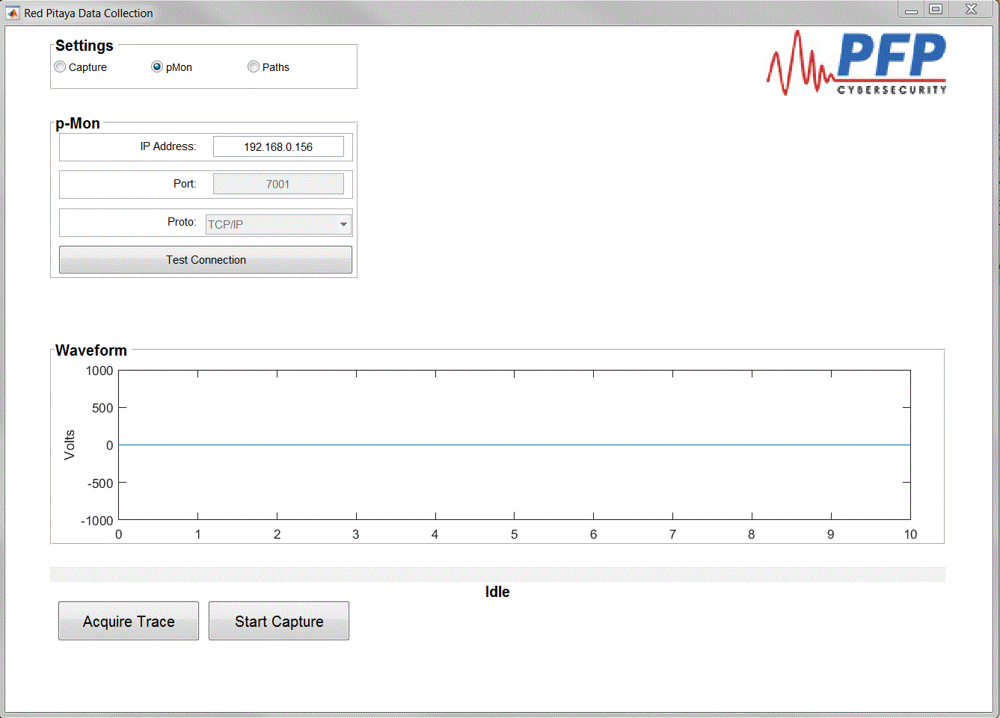 Red Pitaya Data Collection
Settings
Capture pMon Paths
PFP
CYBERSECURITY
p-Mon
IP Address: 192.168.0.156
Port: 7001
Proto: TCP/IP
Test Connection
Waveform
1000
500
0
-500
-1000
Volts
0 1 2 3 4 5 6 7 8 9 10
Idle
Acquire Trace Start Capture